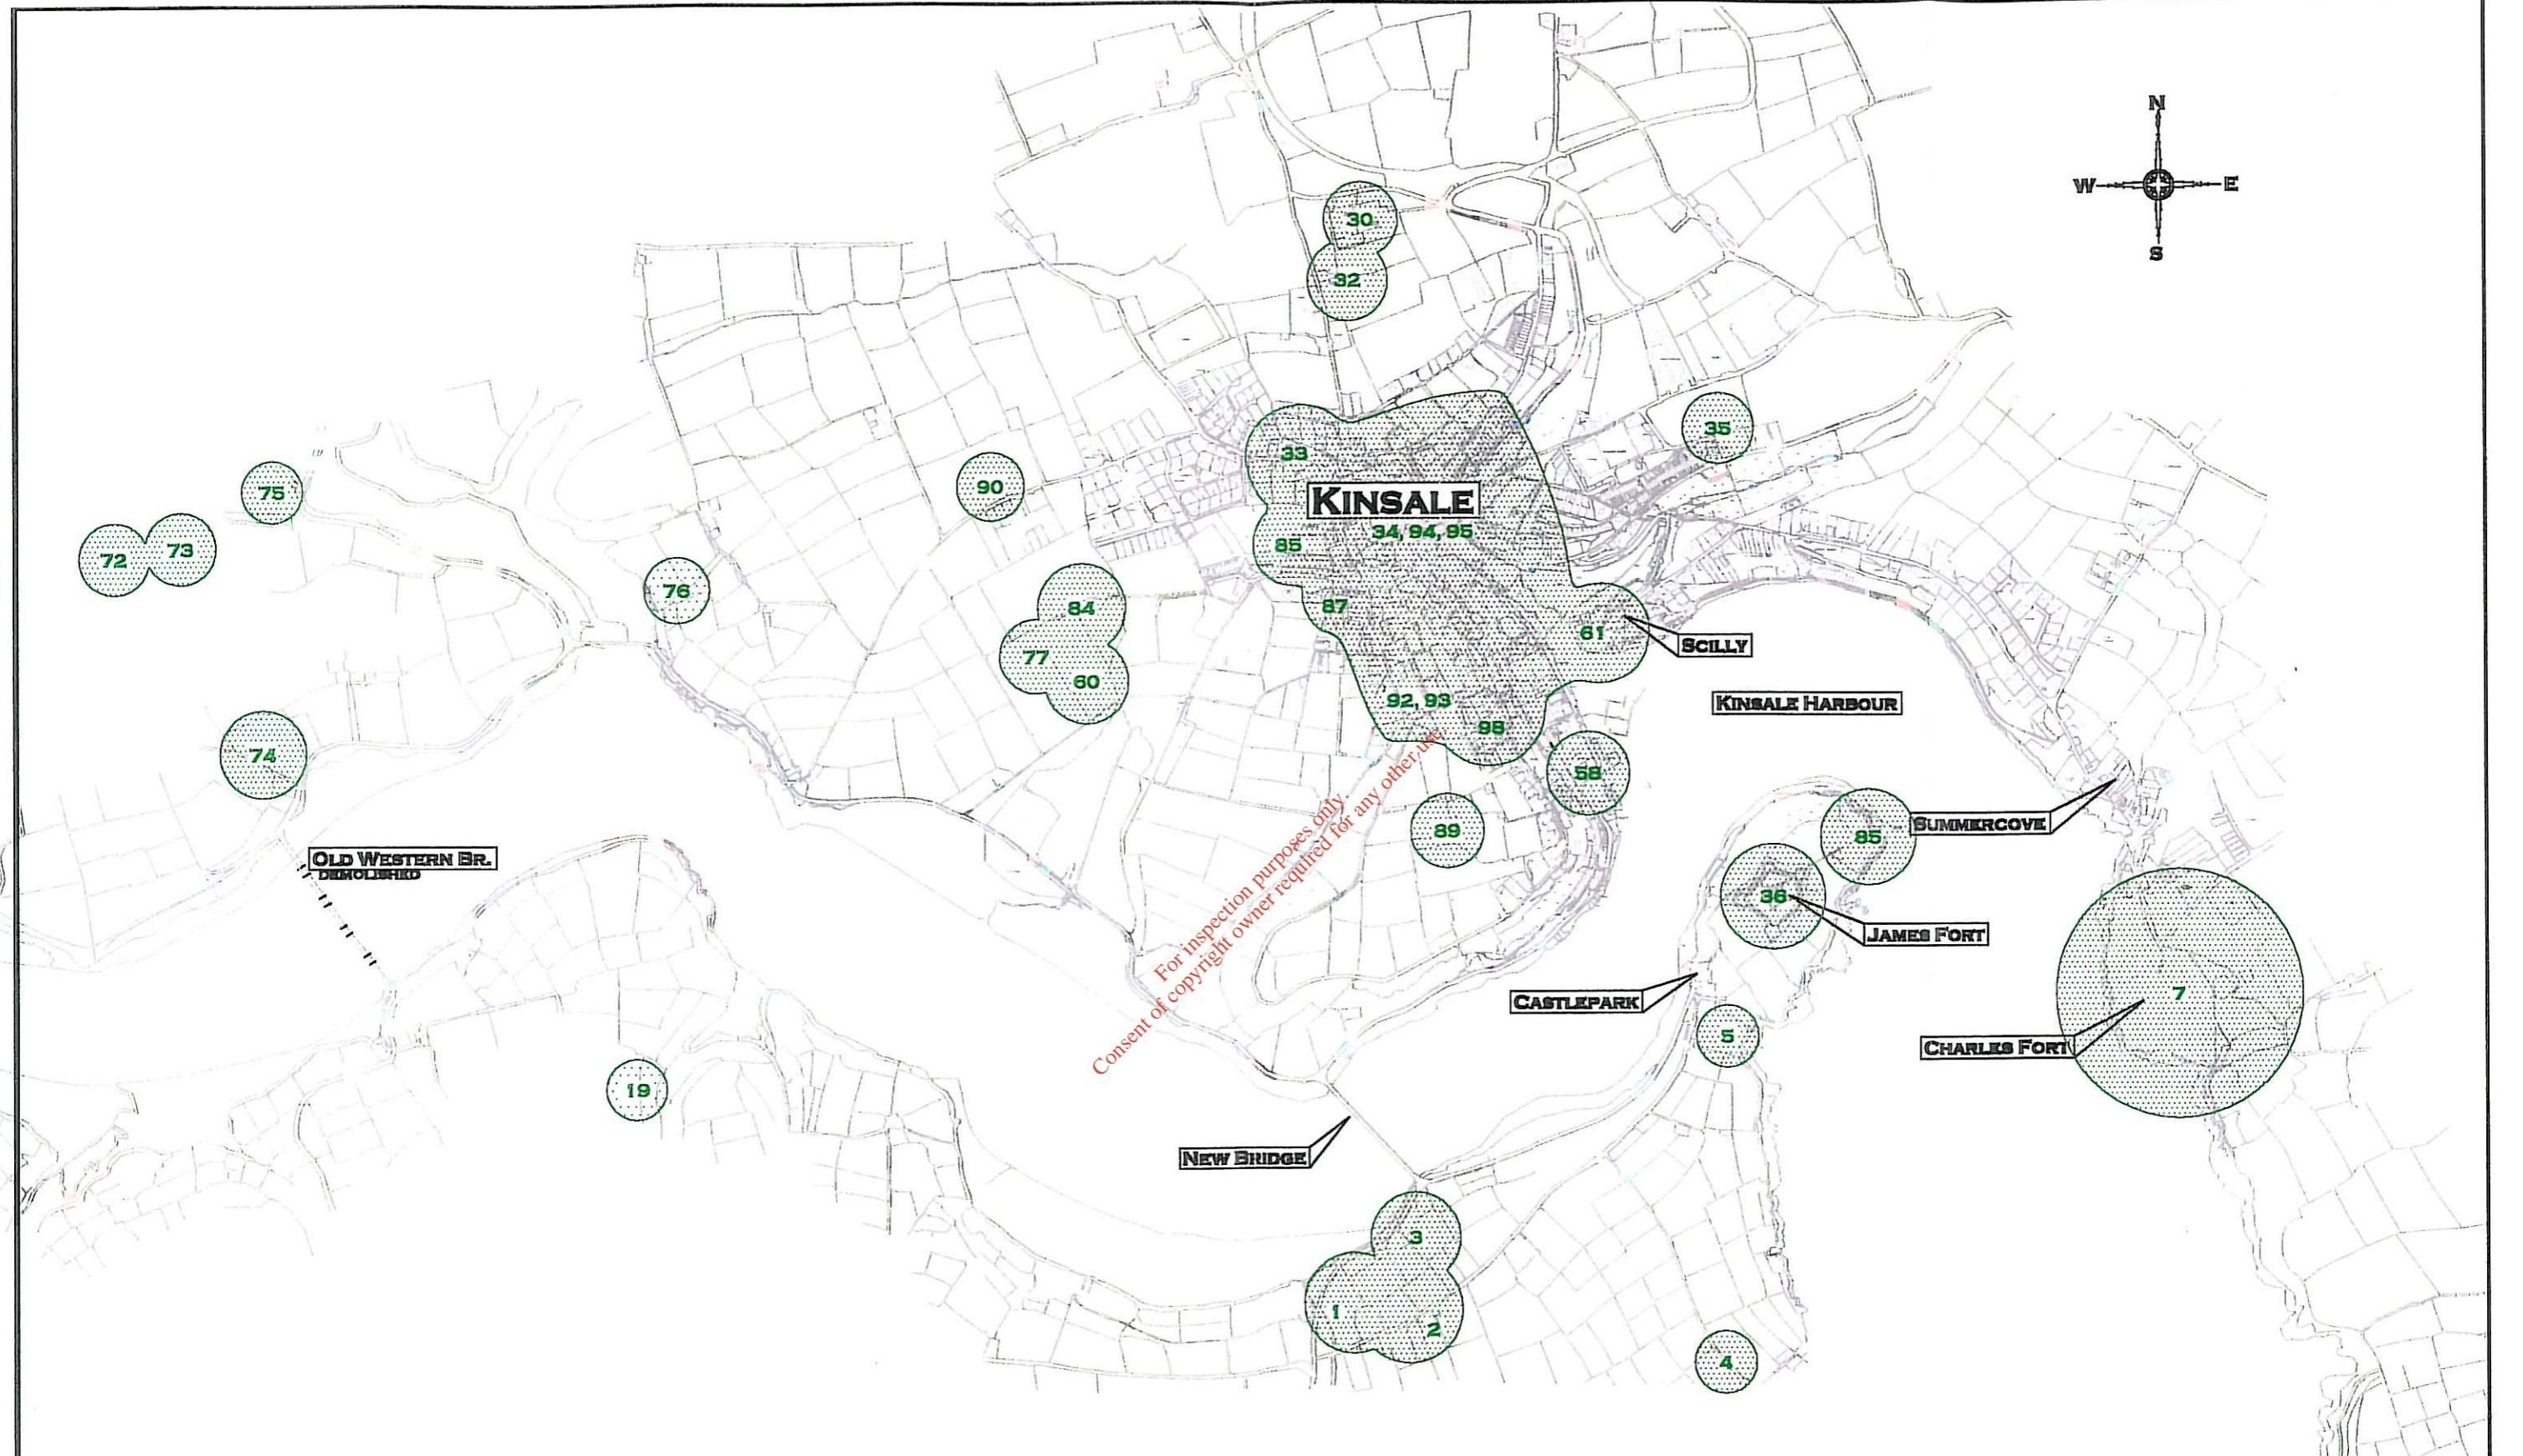 N
W E
S
30
32
35
33
KINSALE
34, 94, 95
90
75
85
72
73
76
84
87
61
SCILLY
77
60
92, 93
KINSALE HARBOUR
98
74
58
89
85
SUMMERCOVE
OLD WESTERN BR.
DEMOLISHED
36
JAMES FORT
For inspection purposes only.
Consent of copyright owner required for any other use.
CASTLEPARK
7
5
CHARLES FORT
19
NEW BRIDGE
3
1
2
4